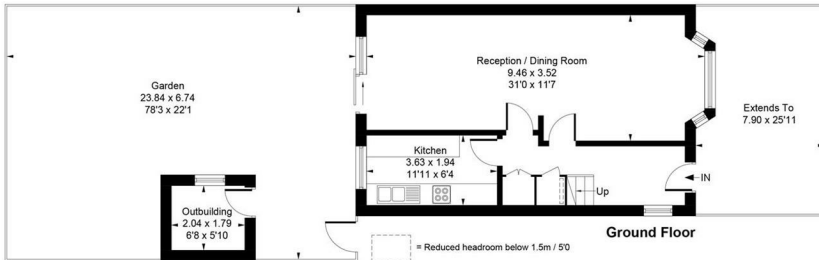 Garden
23.84 x 6.74
78'3 x 22'1
Reception / Dining Room
9.46 x 3.52
31'0 x 11'7
Extends To
7.90 x 25'11
Kitchen
3.63 x 1.94
11'11 x 6'4
IN
Up
Outbuilding
2.04 x 1.79
6'8 x 5'10
Ground Floor
= Reduced headroom below 1.5m / 5'0